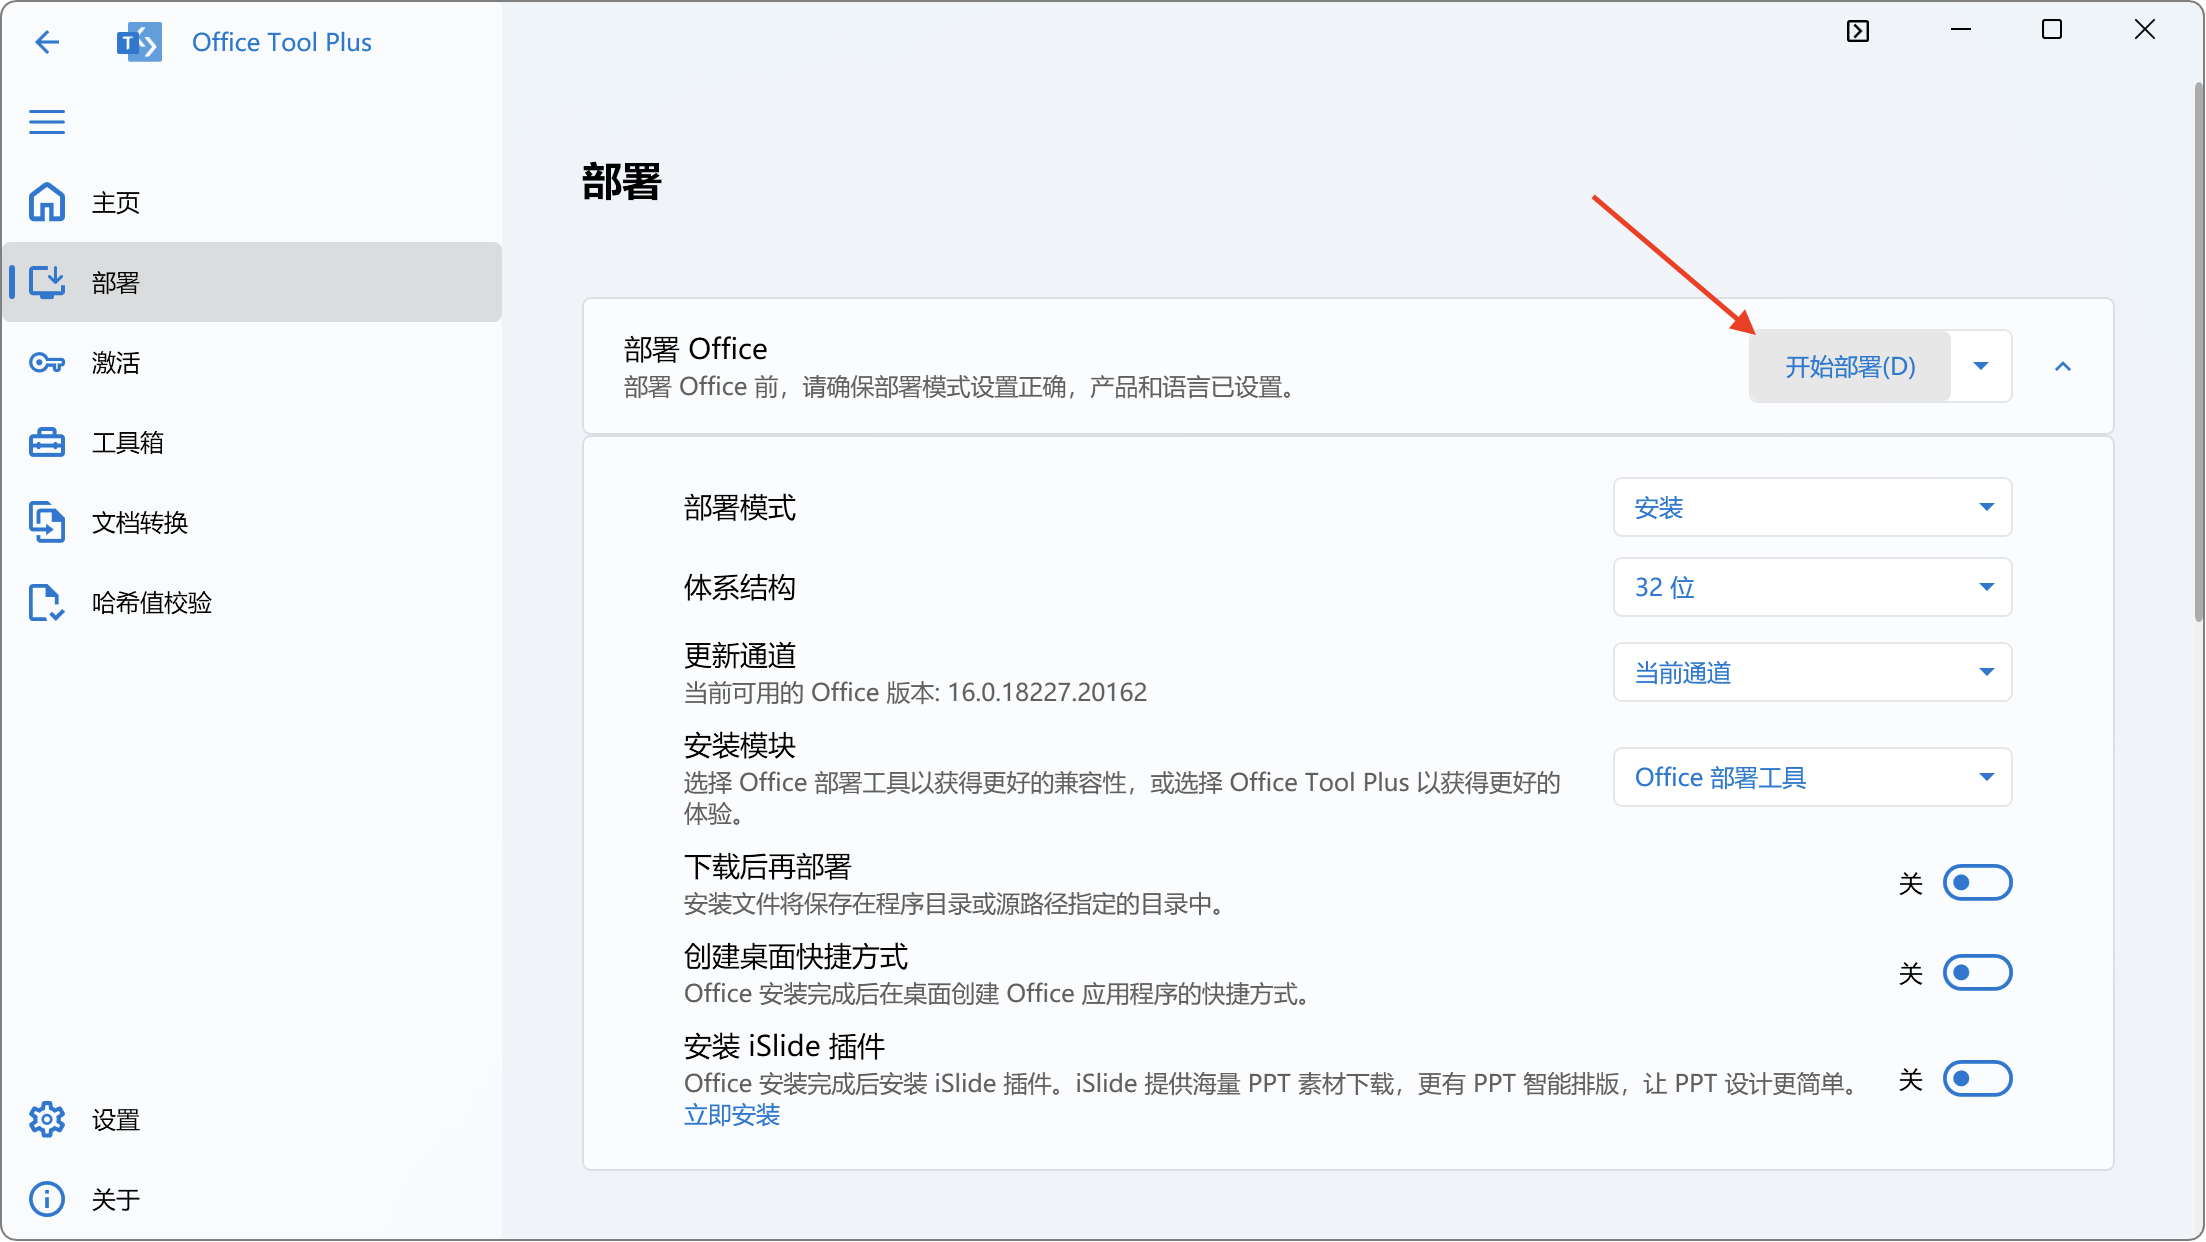 Office Tool Plus
主页
部署
激活
工具箱
文档转换
哈希值校验
设置
关于
部署
部署 Office
部署 Office 前，请确保部署模式设置正确，产品和语言已设置。
开始部署(D)
部署模式
安装
体系结构
32 位
更新通道
当前可用的 Office 版本: 16.0.18227.20162
当前通道
安装模块
选择 Office 部署工具以获得更好的兼容性，或选择 Office Tool Plus 以获得更好的
体验。
Office 部署工具
下载后再部署
安装文件将保存在程序目录或源路径指定的目录中。
关
创建桌面快捷方式
Office 安装完成后在桌面创建 Office 应用程序的快捷方式。
关
安装 iSlide 插件
Office 安装完成后安装 iSlide 插件。iSlide 提供海量 PPT 素材下载，更有 PPT 智能排版，让 PPT 设计更简单。
立即安装
关